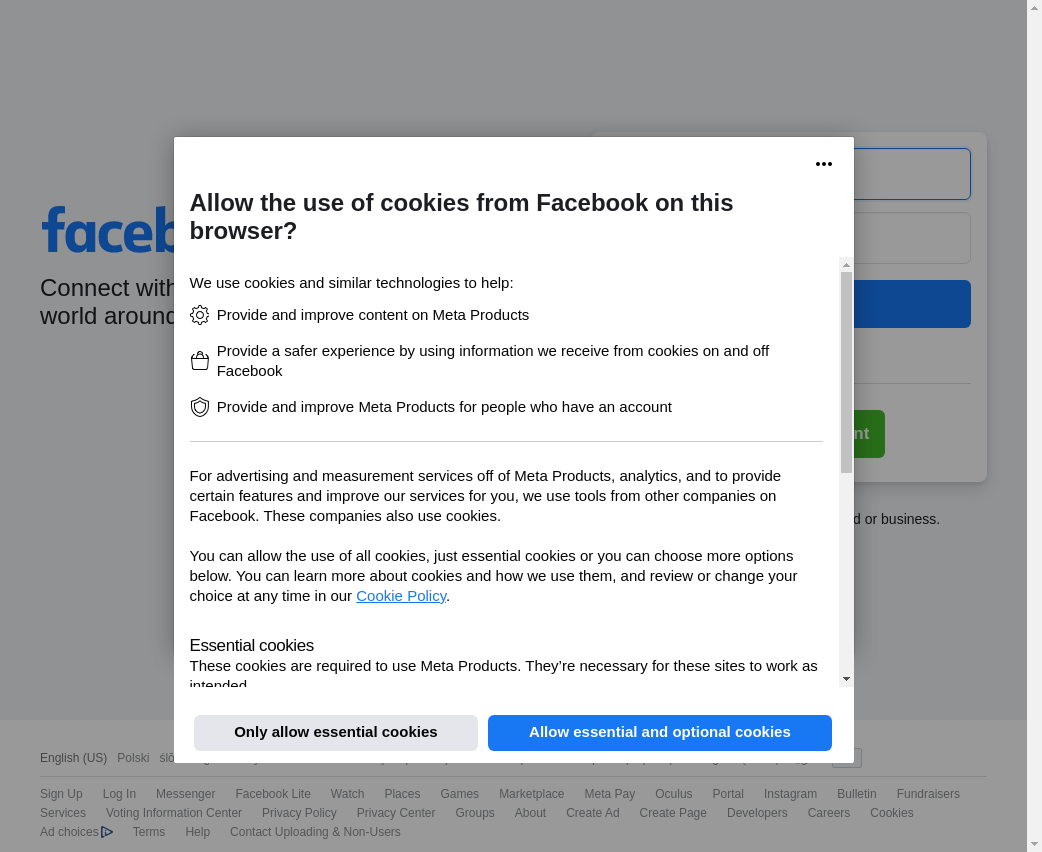 Allow the use of cookies from Facebook on this
browser?
We use cookies and similar technologies to help:
Provide and improve content on Meta Products
Provide a safer experience by using information we receive from cookies on and off
Facebook
Provide and improve Meta Products for people who have an account
For advertising and measurement services off of Meta Products, analytics, and to provide
certain features and improve our services for you, we use tools from other companies on
Facebook. These companies also use cookies.
You can allow the use of all cookies, just essential cookies or you can choose more options
below. You can learn more about cookies and how we use them, and review or change your
choice at any time in our Cookie Policy.
Essential cookies
These cookies are required to use Meta Products. They’re necessary for these sites to work as
intended.
Only allow essential cookies
Allow essential and optional cookies
faceb
Connect with
world around
nt
d or business.
English (US) Polski
Sign Up Log In Messenger Facebook Lite Watch Places Games Marketplace Meta Pay Oculus Portal Instagram Bulletin Fundraisers
Services Voting Information Center Privacy Policy Privacy Center Groups About Create Ad Create Page Developers Careers Cookies
Ad choices Terms Help Contact Uploading & Non-Users